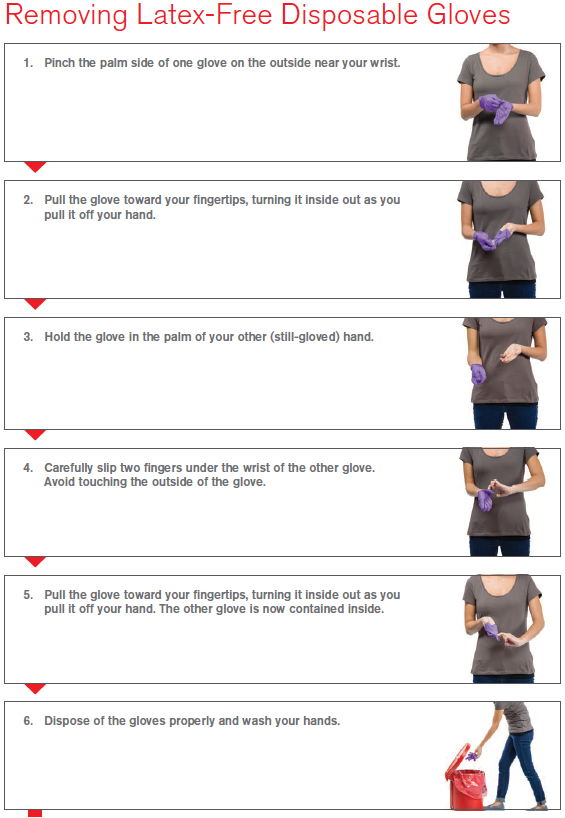 Removing Latex-Free Disposable Gloves
1. Pinch the palm side of one glove on the outside near your wrist.
2. Pull the glove toward your fingertips, turning it inside out as you
pull it off your hand.
3. Hold the glove in the palm of your other (still-gloved) hand.
4. Carefully slip two fingers under the wrist of the other glove.
Avoid touching the outside of the glove.
5. Pull the glove toward your fingertips, turning it inside out as you
pull it off your hand. The other glove is now contained inside.
6. Dispose of the gloves properly and wash your hands.